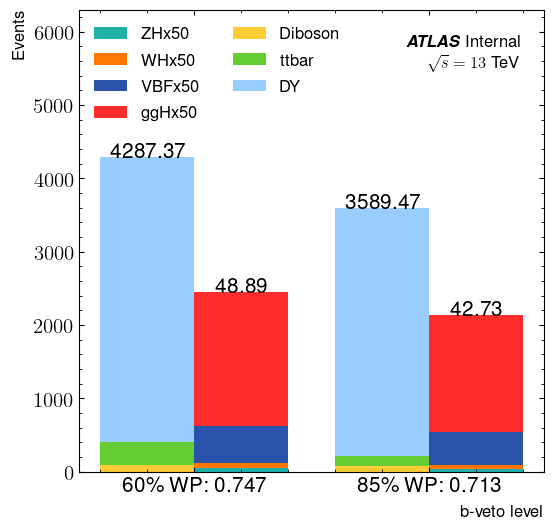 Events
ZHx50
WHx50
VBFx50
ggHx50
Diboson
ttbar
DY
ATLAS Internal
√s = 13 TeV
6000
5000
4000
3000
2000
1000
0
4287.37
48.89
3589.47
42.73
60% WP: 0.747
85% WP: 0.713
b-veto level